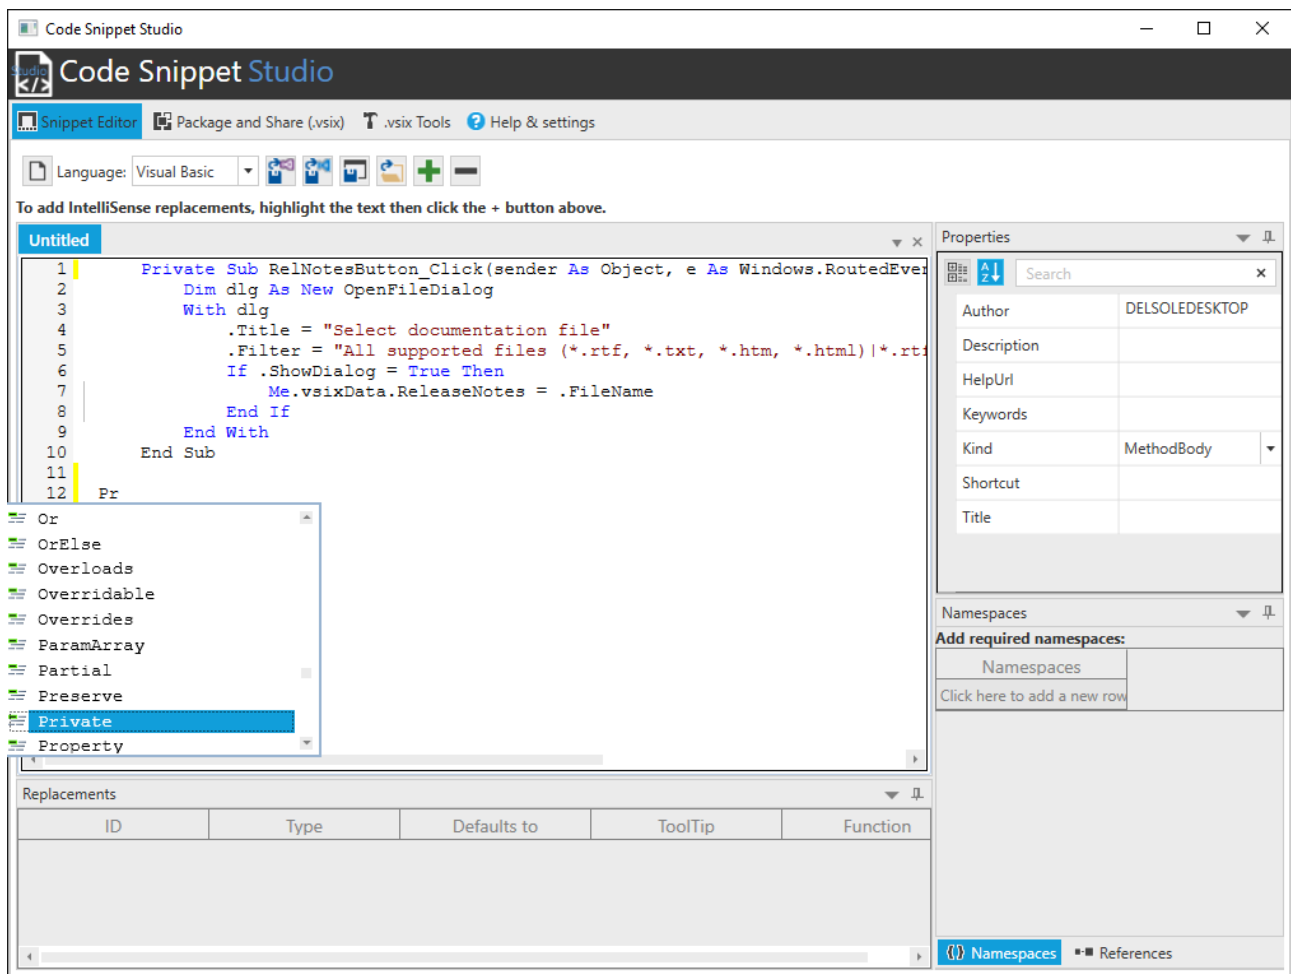 Code Snippet Studio
Studio
</>
Code Snippet Studio
Snippet Editor Package and Share (.vsix) .vsix Tools ? Help & settings
Language: Visual Basic
To add IntelliSense replacements, highlight the text then click the + button above.
Untitled
1 Private Sub RelNotesButton_Click(sender As Object, e As Windows.RoutedEver
2 Dim dlg As New OpenFileDialog
3 With dlg
4 .Title = "Select documentation file"
5 .Filter = "All supported files (*.rtf, *.txt, *.htm, *.html)|*.rtf
6 If .ShowDialog = True Then
7 Me.vsixData.ReleaseNotes = .FileName
8 End If
9 End With
10 End Sub
11
12 Pr
Or
OrElse
Overloads
Overridable
Overrides
ParamArray
Partial
Preserve
Private
Property
Replacements
ID Type Defaults to ToolTip Function
Properties
A Z Search
Author DELSOLEDESKTOP
Description
HelpUrl
Keywords
Kind MethodBody
Shortcut
Title
Namespaces
Add required namespaces:
Namespaces
Click here to add a new row
{} Namespaces References